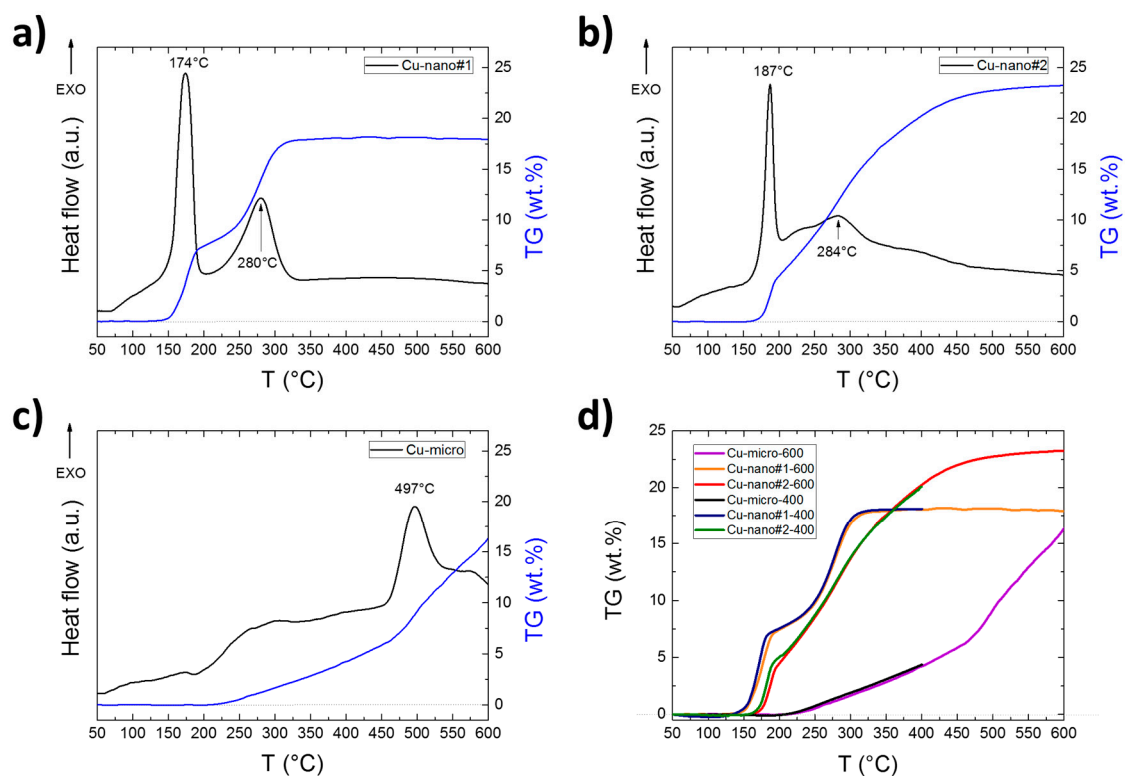 a)
EXO
174°C
280°C
Cu-nano#1
Heat flow (a.u.)
TG (wt.%)
25
20
15
10
5
0
50 100 150 200 250 300 350 400 450 500 550 600
T (°C)
b)
EXO
187°C
284°C
Cu-nano#2
Heat flow (a.u.)
TG (wt.%)
25
20
15
10
5
0
50 100 150 200 250 300 350 400 450 500 550 600
T (°C)
c)
EXO
497°C
Cu-micro
Heat flow (a.u.)
TG (wt.%)
25
20
15
10
5
0
50 100 150 200 250 300 350 400 450 500 550 600
T (°C)
d)
Cu-micro-600
Cu-nano#1-600
Cu-nano#2-600
Cu-micro-400
Cu-nano#1-400
Cu-nano#2-400
TG (wt.%)
25
20
15
10
5
0
50 100 150 200 250 300 350 400 450 500 550 600
T (°C)